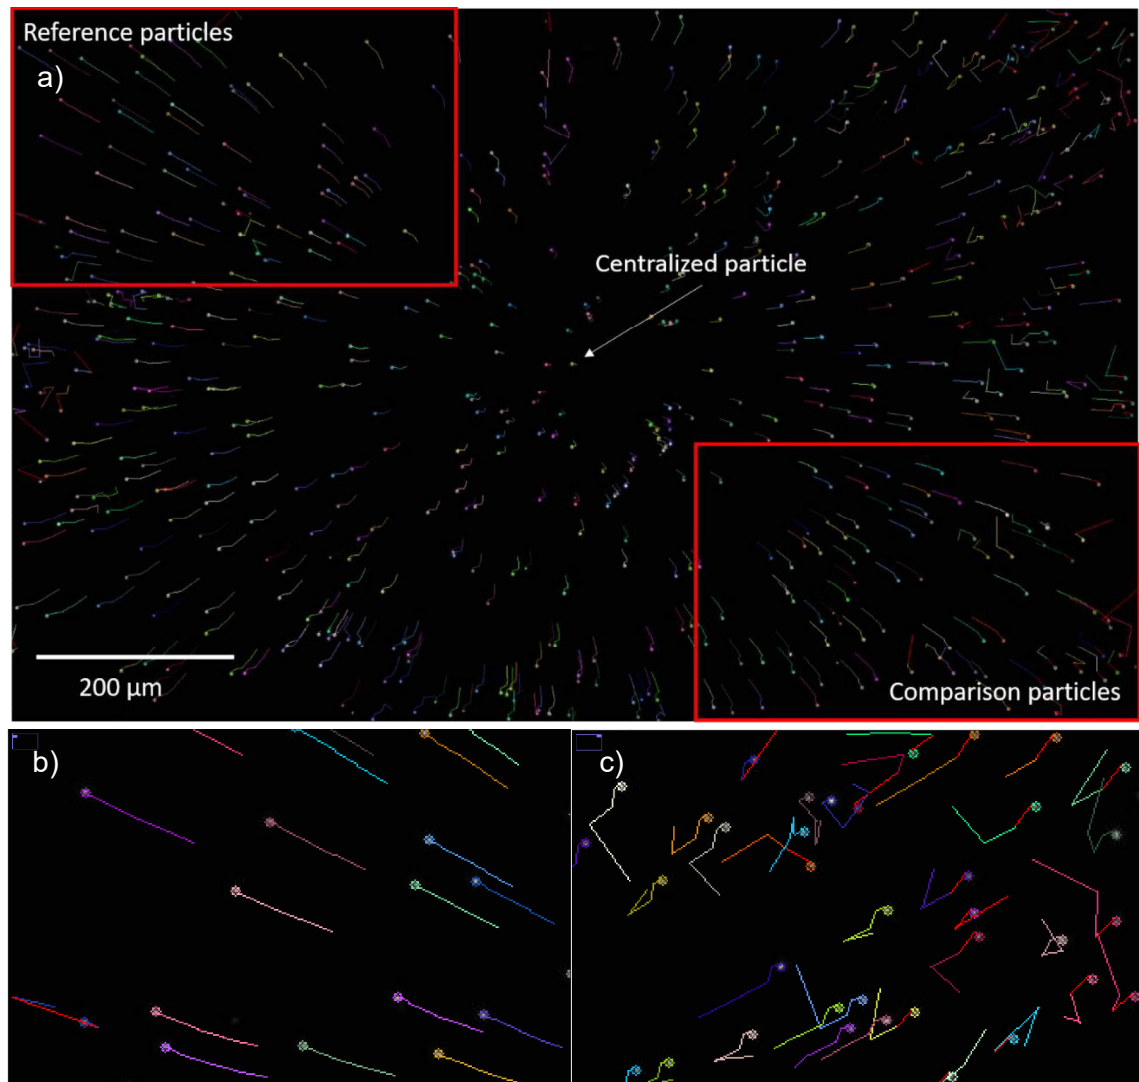 Reference particles
a)
Centralized particle
200 µm
Comparison particles
b)
c)